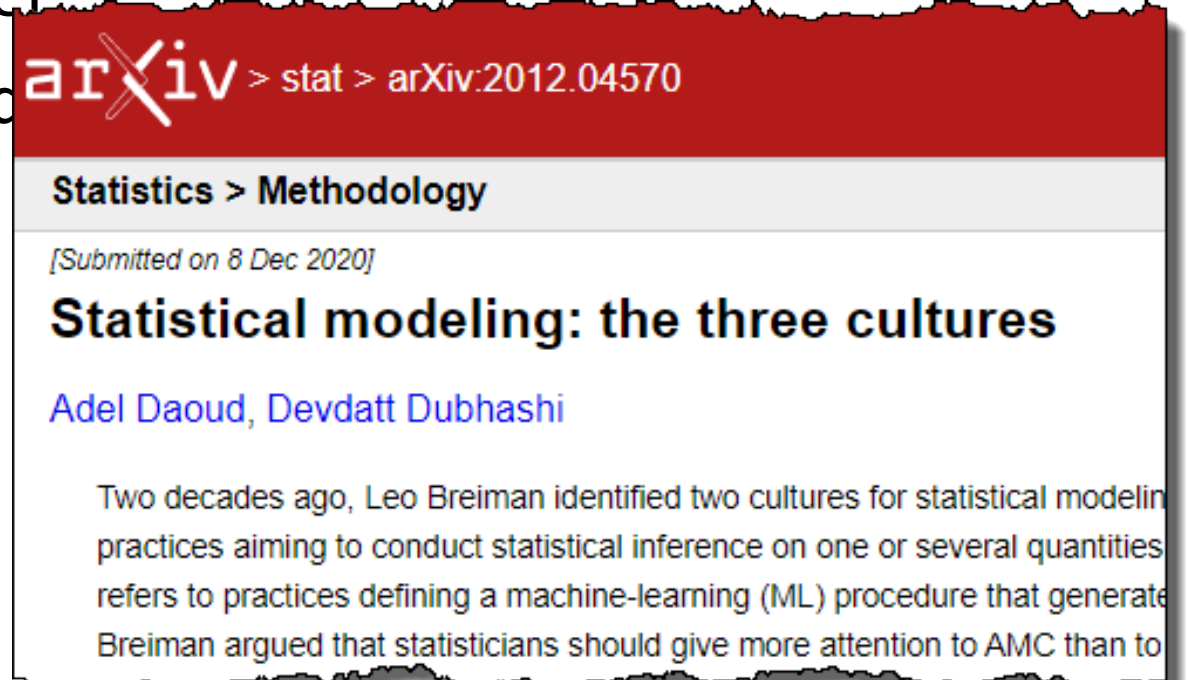 arXiv > stat > arXiv:2012.04570
Statistics > Methodology
[Submitted on 8 Dec 2020]
Statistical modeling: the three cultures
Adel Daoud, Devdatt Dubhashi
Two decades ago, Leo Breiman identified two cultures for statistical modelin
practices aiming to conduct statistical inference on one or several quantities
refers to practices defining a machine-learning (ML) procedure that generate
Breiman argued that statisticians should give more attention to AMC than to